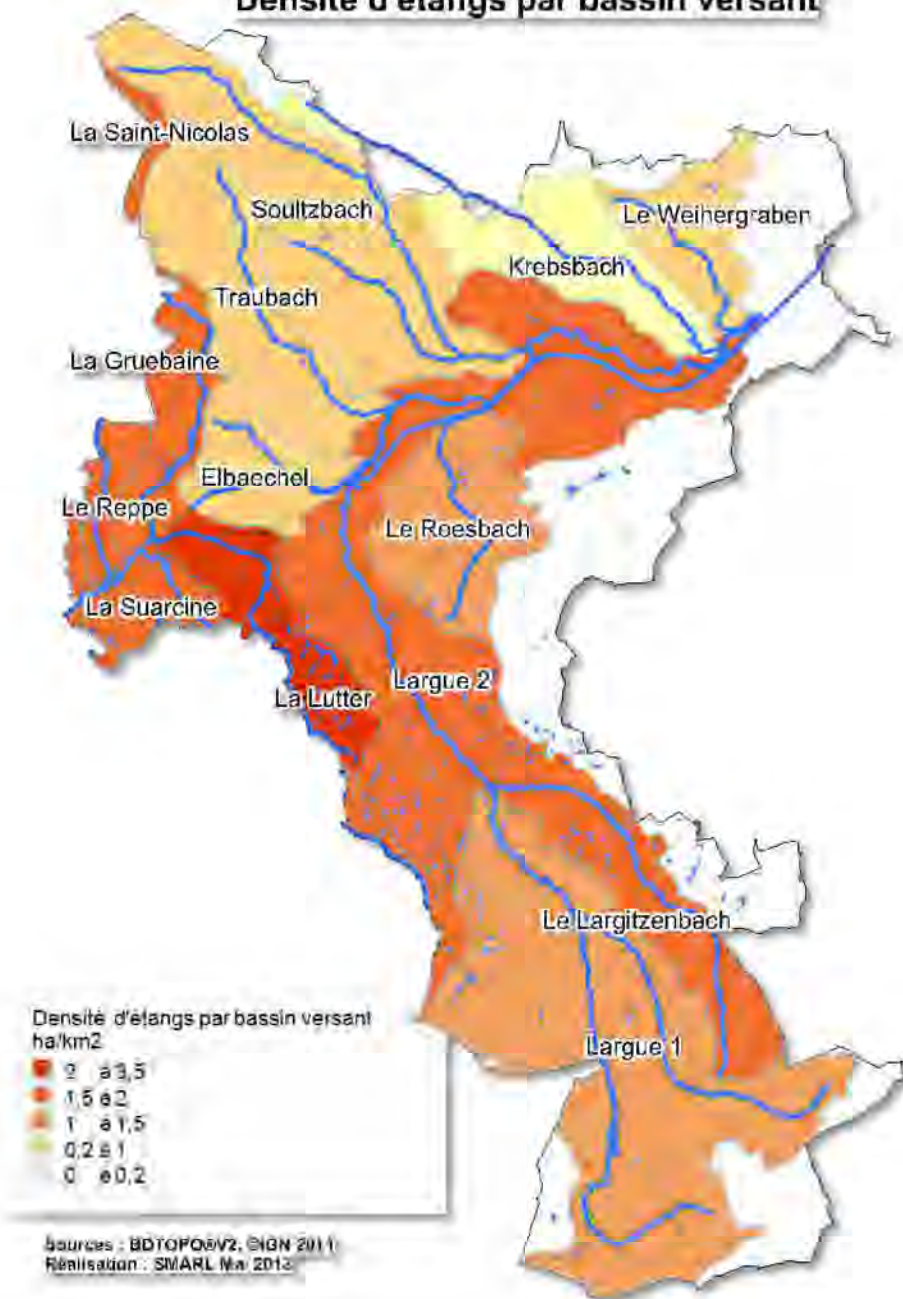 Densité d'étangs par bassin versant
La Saint-Nicolas
Soultzbach
Le Weihergraben
Krebsbach
Traubach
La Gruebaine
Elbaechel
Le Reppe
Le Roesbach
La Suarcine
La Lutter
Largue 2
Le Largitzenbach
Largue 1
Densité d'étangs par bassin versant
ha/km2
2 à 3,5
1,5 à 2
1 à 1,5
0,2 à 1
0 à 0,2
Sources : BDTOPO®V2, ©IGN 2011
Réalisation : SMARL Mai